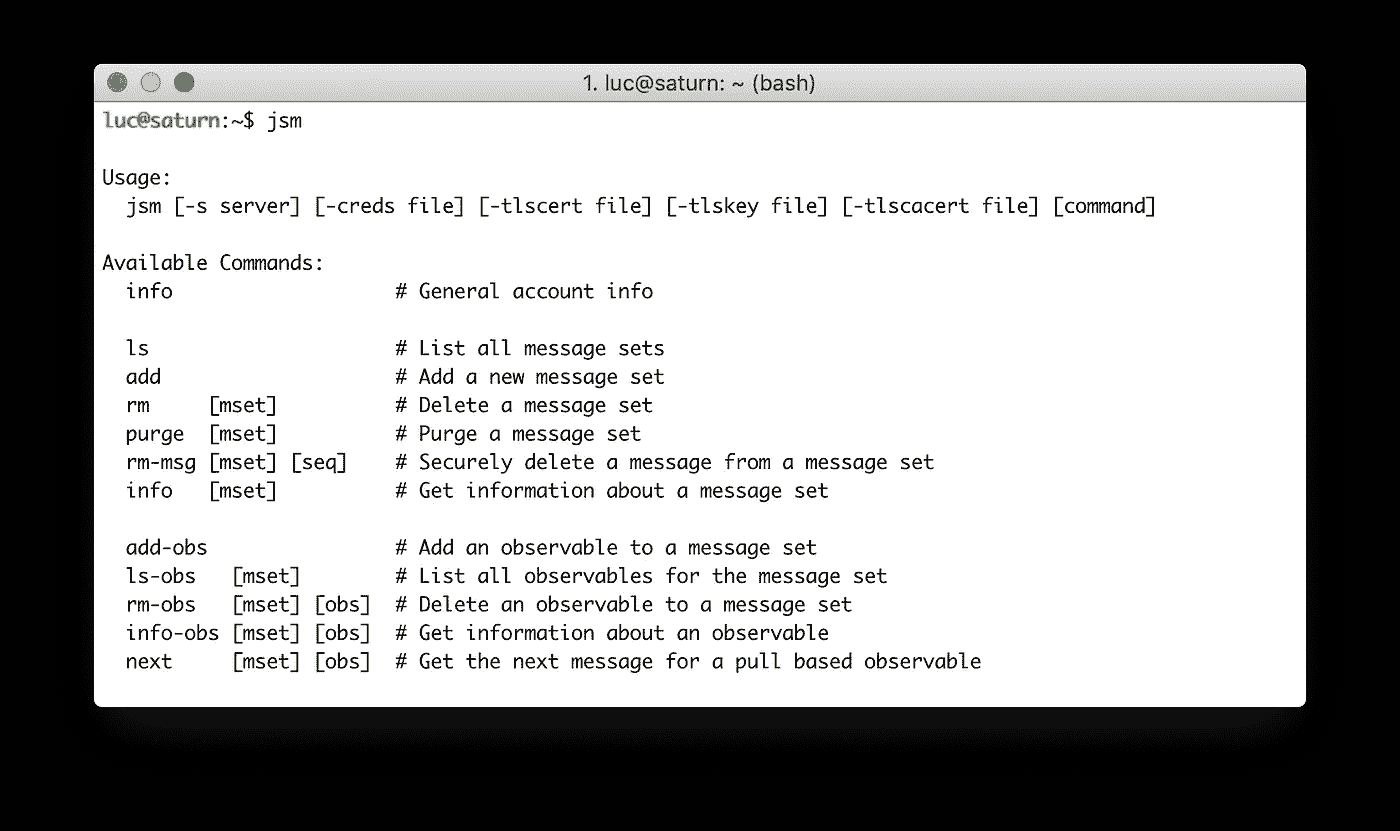 1. luc@saturn: ~ (bash)
luc@saturn:~$ jsm
Usage:
jsm [-s server] [-creds file] [-tlscert file] [-tlskey file] [-tlscacert file] [command]
Available Commands:
info # General account info
ls # List all message sets
add # Add a new message set
rm [mset] # Delete a message set
purge [mset] # Purge a message set
rm-msg [mset] [seq] # Securely delete a message from a message set
info [mset] # Get information about a message set
add-obs # Add an observable to a message set
ls-obs [mset] # List all observables for the message set
rm-obs [mset] [obs] # Delete an observable to a message set
info-obs [mset] [obs] # Get information about an observable
next [mset] [obs] # Get the next message for a pull based observable